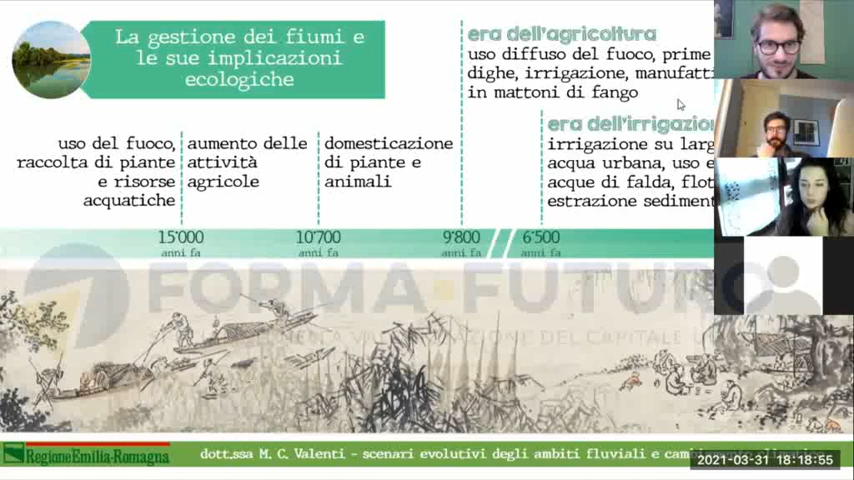 La gestione dei fiumi e
le sue implicazioni
ecologiche
era dell'agricoltura
uso diffuso del fuoco, prime
dighe, irrigazione, manufatti
in mattoni di fango
era dell'irrigazion
irrigazione su larg
acqua urbana, uso e
acque di falda, flot
estrazione sediment
uso del fuoco,
raccolta di piante
e risorse
acquatiche
aumento delle
attività
agricole
domesticazione
di piante e
animali
15'000
anni fa
10'700
anni fa
9'800
anni fa
6'500
anni fa
FORMA FUTURO
DEL CAPITALE
RegioneEmilia-Romagna
dott.ssa M. C. Valenti - scenari evolutivi degli ambiti fluviali e
2021-03-31 18:18:55